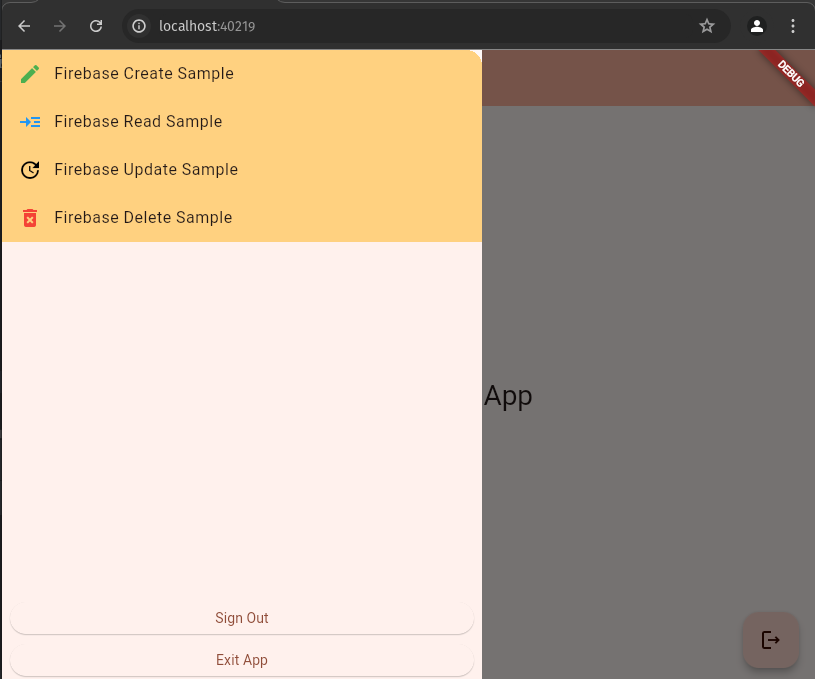 localhost:40219
DEBUG
Firebase Create Sample
Firebase Read Sample
Firebase Update Sample
Firebase Delete Sample
App
Sign Out
Exit App